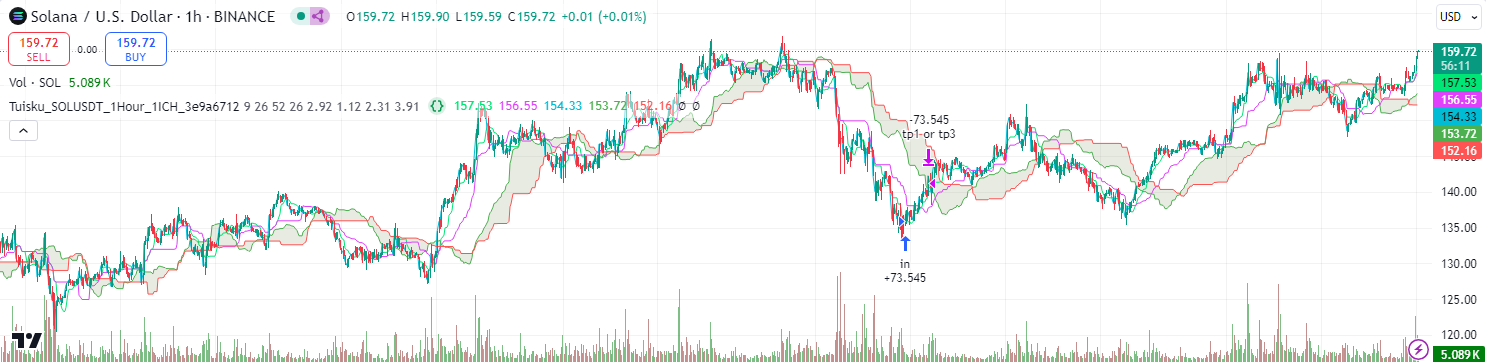 Solana / U.S. Dollar · 1h · BINANCE O159.72 H159.90 L159.59 C159.72 +0.01 (+0.01%)
USD
159.72 SELL 0.00 159.72 BUY
Vol · SOL 5.089 K
Tuisku_SOLUSDT_1Hour_1ICH_3e9a6712 9 26 52 26 2.92 1.12 2.31 3.91 157.53 156.55 154.33 153.72 152.16 ∅ ∅
159.72
56:11
157.53
156.55
154.33
153.72
152.16
-73.545
tp1 or tp3
140.00
135.00
in
+73.545
130.00
125.00
120.00
5.089 K